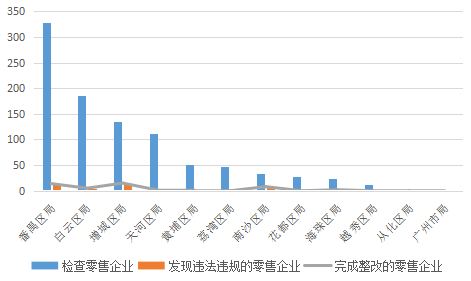 350
300
250
200
150
100
50
0
番禺区局
白云区局
增城区局
天河区局
黄埔区局
荔湾区局
南沙区局
花都区局
海珠区局
越秀区局
从化区局
广州市局
检查零售企业 发现违法违规的零售企业 完成整改的零售企业